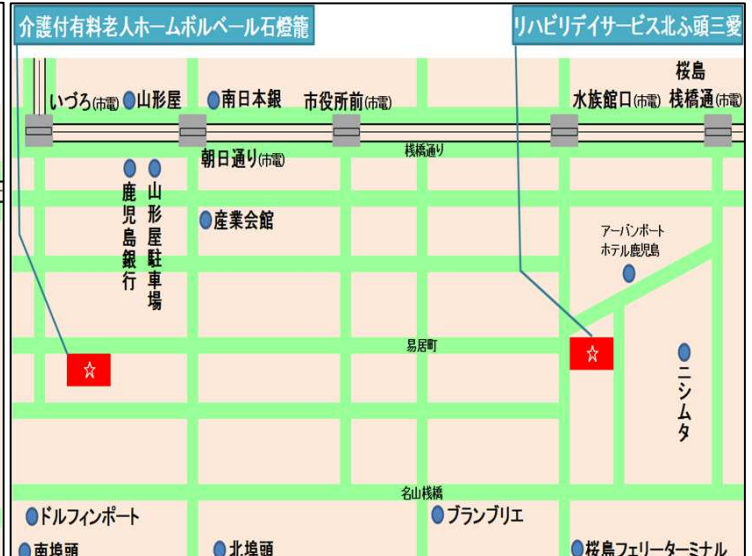 介護付有料老人ホームボルベール石燈籠
リハビリデイサービス北ふ頭三愛
桜島
いづろ(市電)
山形屋
南日本銀
市役所前(市電)
水族館口(市電)
桟橋通(市電)
朝日通り(市電)
桟橋通り
鹿児島銀行
山形屋駐車場
産業会館
アーバンポート
ホテル鹿児島
易居町
ニシムタ
☆
☆
名山桟橋
ドルフィンポート
ブランブリエ
南埠頭
北埠頭
桜島フェリーターミナル